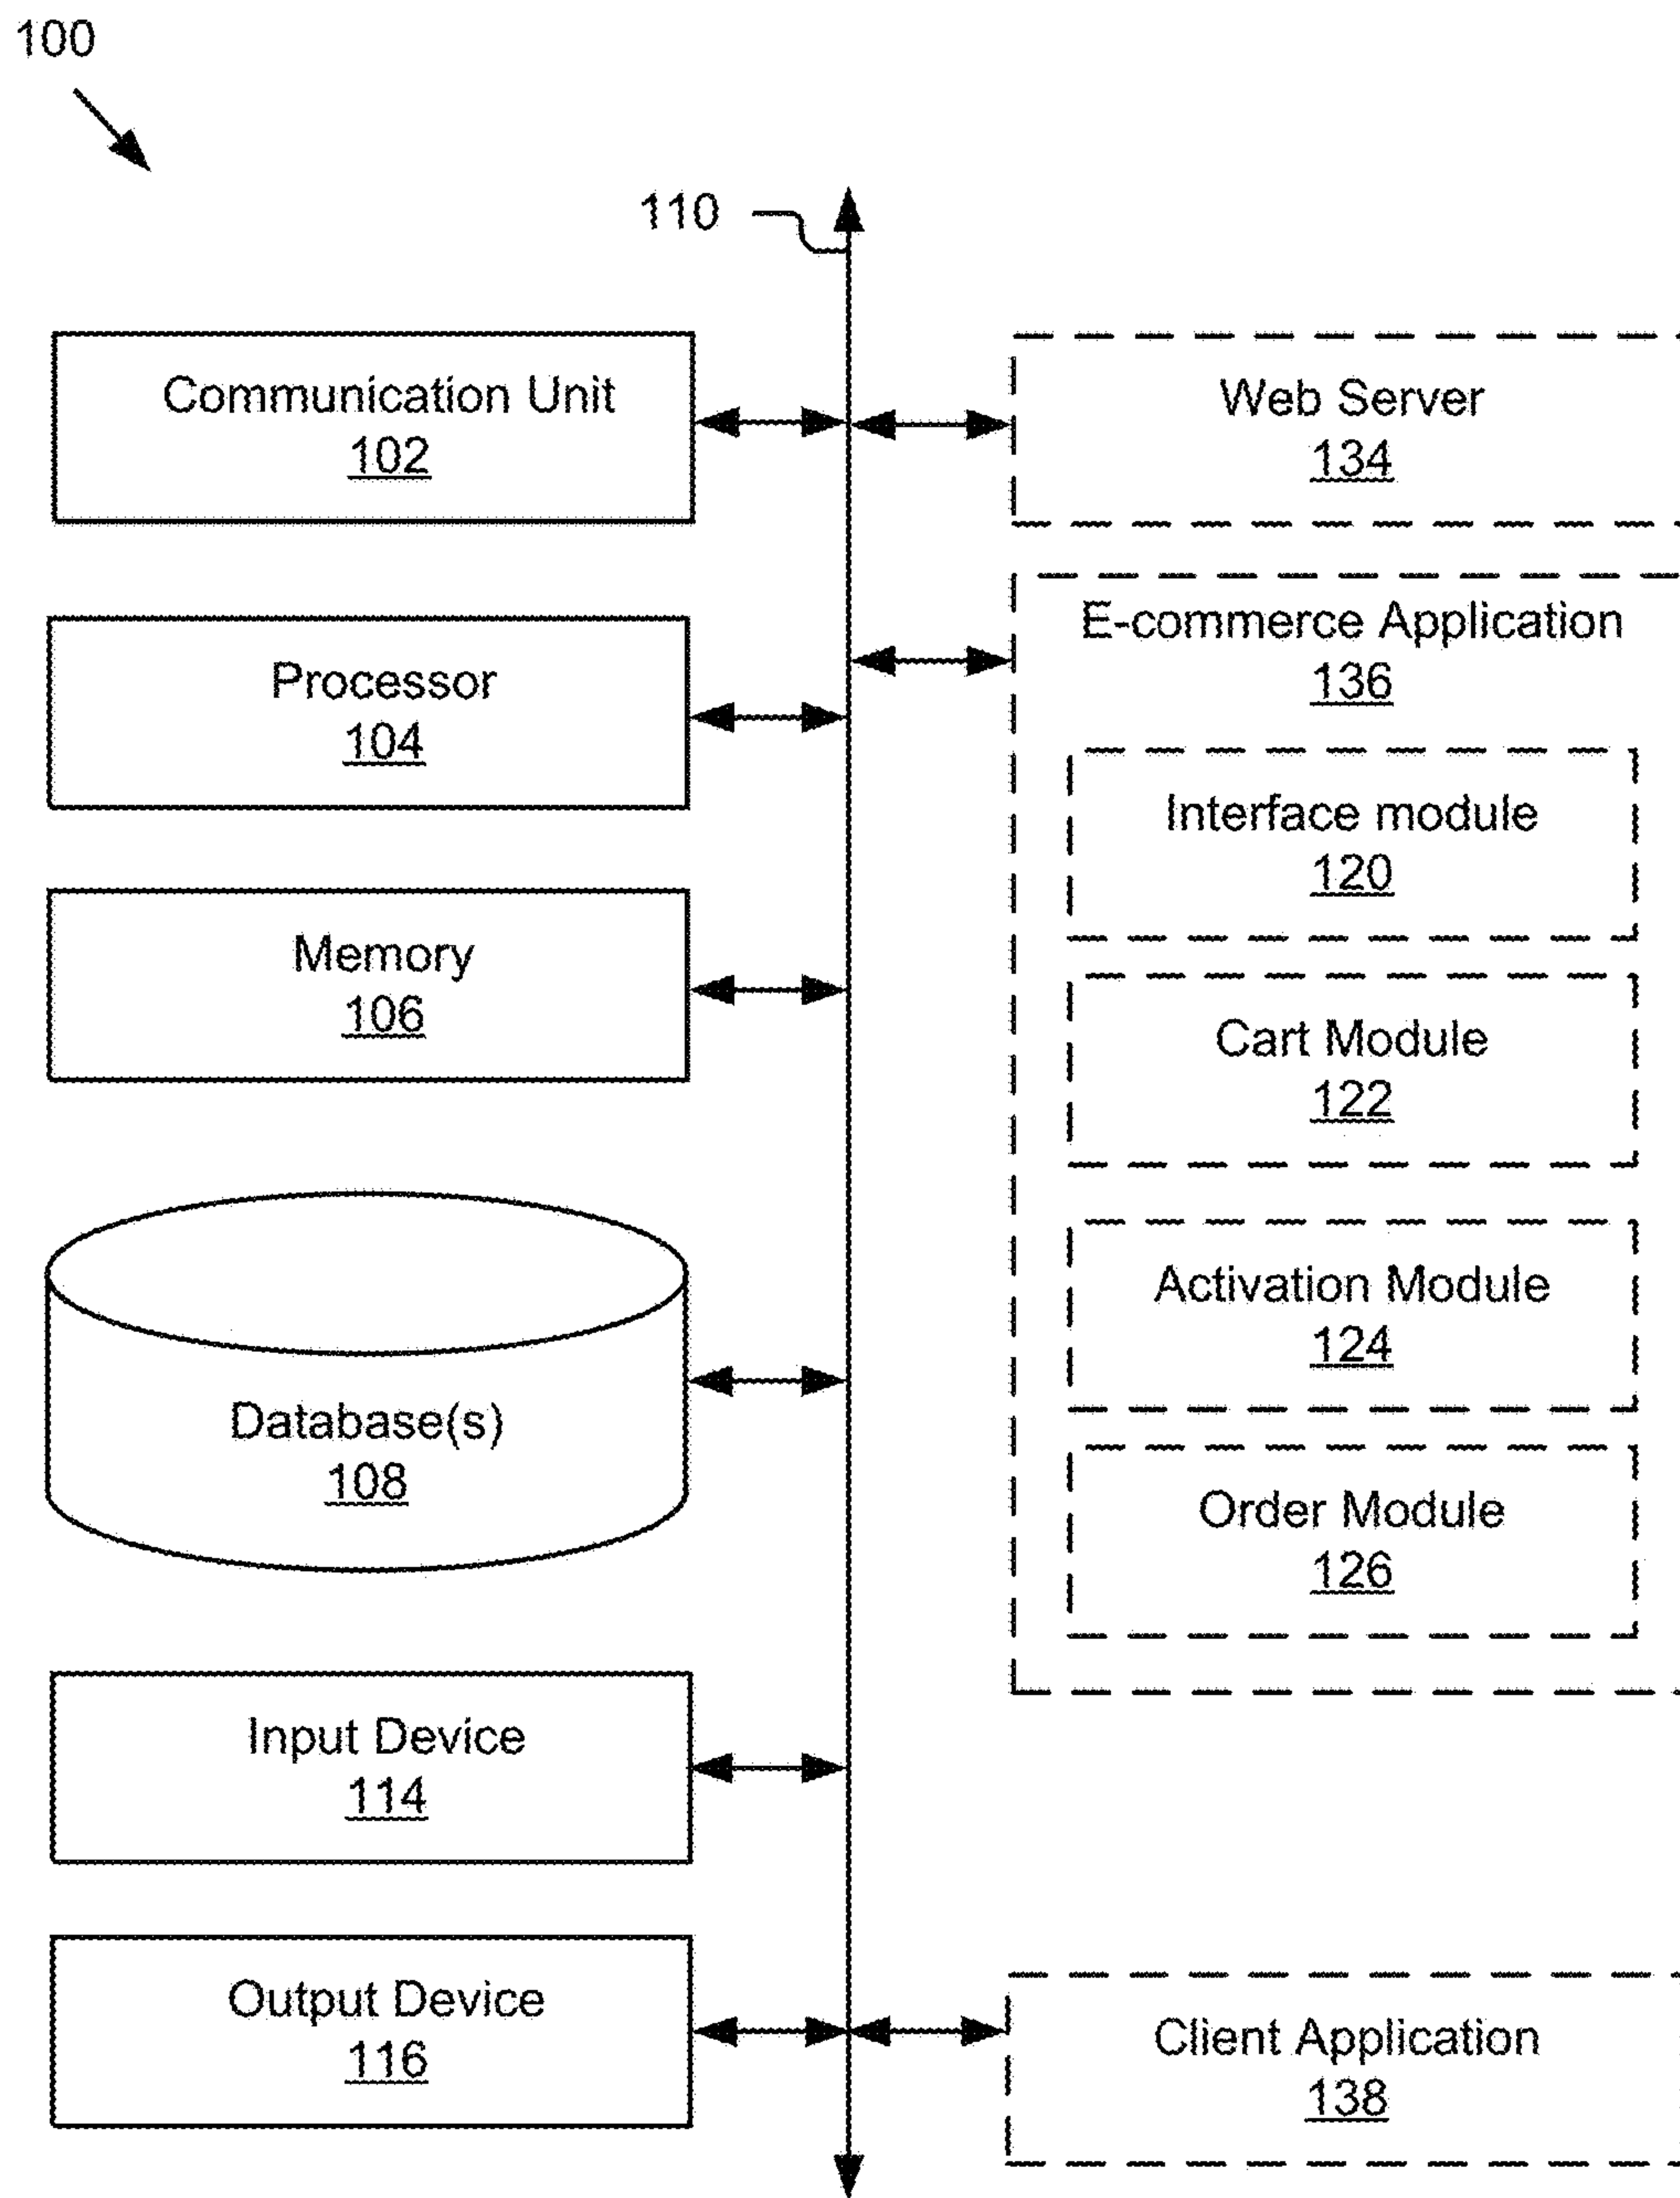 100
110
Communication Unit
102
Processor
104
Memory
106
Database(s)
108
Input Device
114
Output Device
116
Web Server
134
E-commerce Application
136
Interface module
120
Cart Module
122
Activation Module
124
Order Module
126
Client Application
138